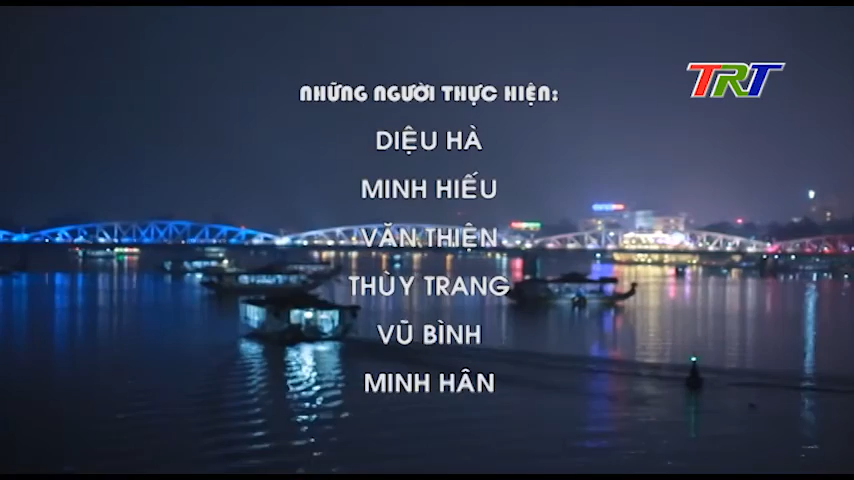 TRT
NHỮNG NGƯỜI THỰC HIỆN:
DIỆU HÀ
MINH HIẾU
VĂN THIỆN
THÙY TRANG
VŨ BÌNH
MINH HÂN